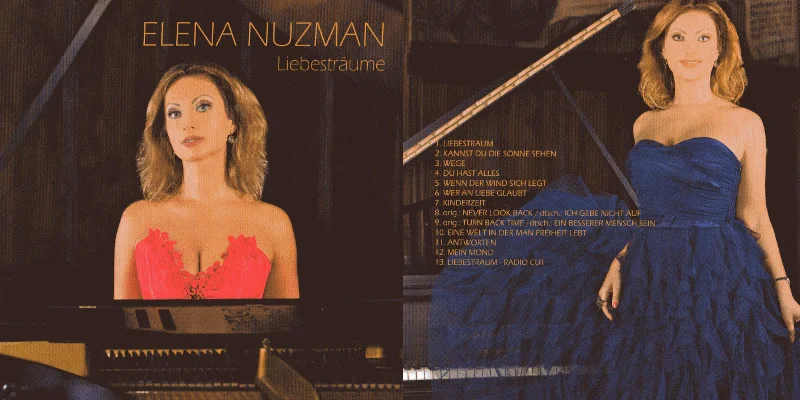 ELENA NUZMAN
Liebesträume
1. LIEBESTRAUM
2. KANNST DU DIE SONNE SEHEN
3. WEGE
4. DU HAST ALLES
5. WENN DER WIND SICH LEGT
6. WER AN LIEBE GLAUBT
7. KINDERZEIT
8. orig.: NEVER LOOK BACK / dtsch.: ICH GEBE NICHT AUF
9. orig.: TURN BACK TIME / dtsch.: EIN BESSERER MENSCH SEIN
10. EINE WELT IN DER MAN FREIHEIT LEBT
11. ANTWORTEN
12. MEIN MOND
13. LIEBESTRAUM - RADIO CUT